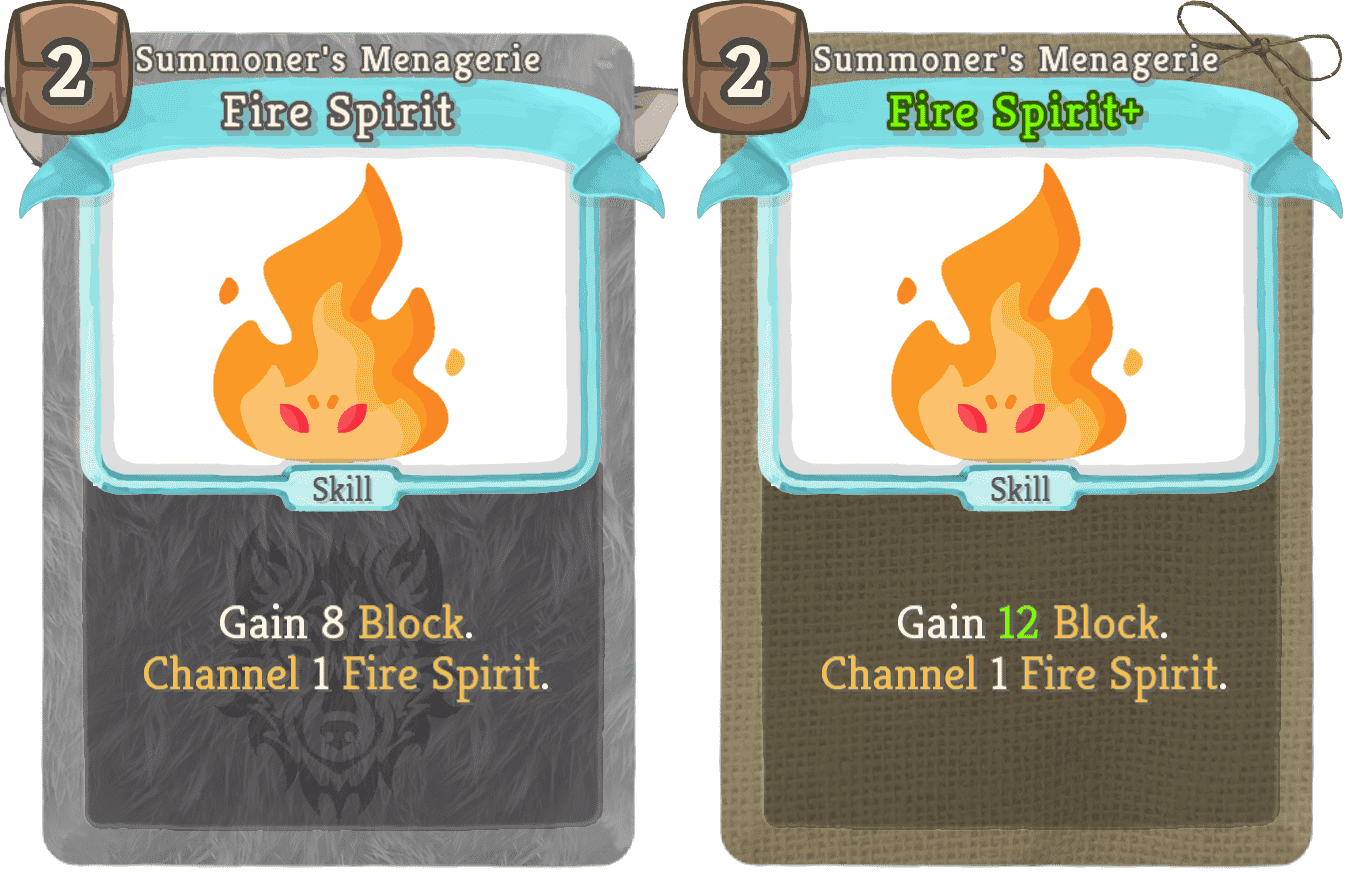 2
Summoner's Menagerie
Fire Spirit
Skill
Gain 8 Block.
Channel 1 Fire Spirit.
2
Summoner's Menagerie
Fire Spirit+
Skill
Gain 12 Block.
Channel 1 Fire Spirit.